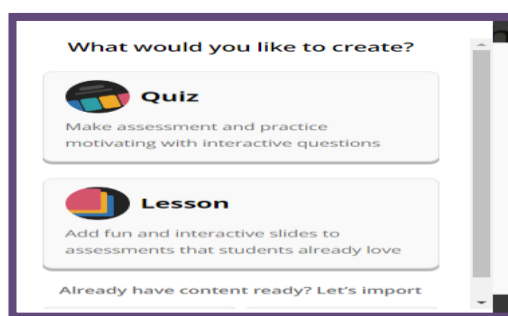 What would you like to create?
Quiz
Make assessment and practice
motivating with interactive questions
Lesson
Add fun and interactive slides to
assessments that students already love
Already have content ready? Let's import